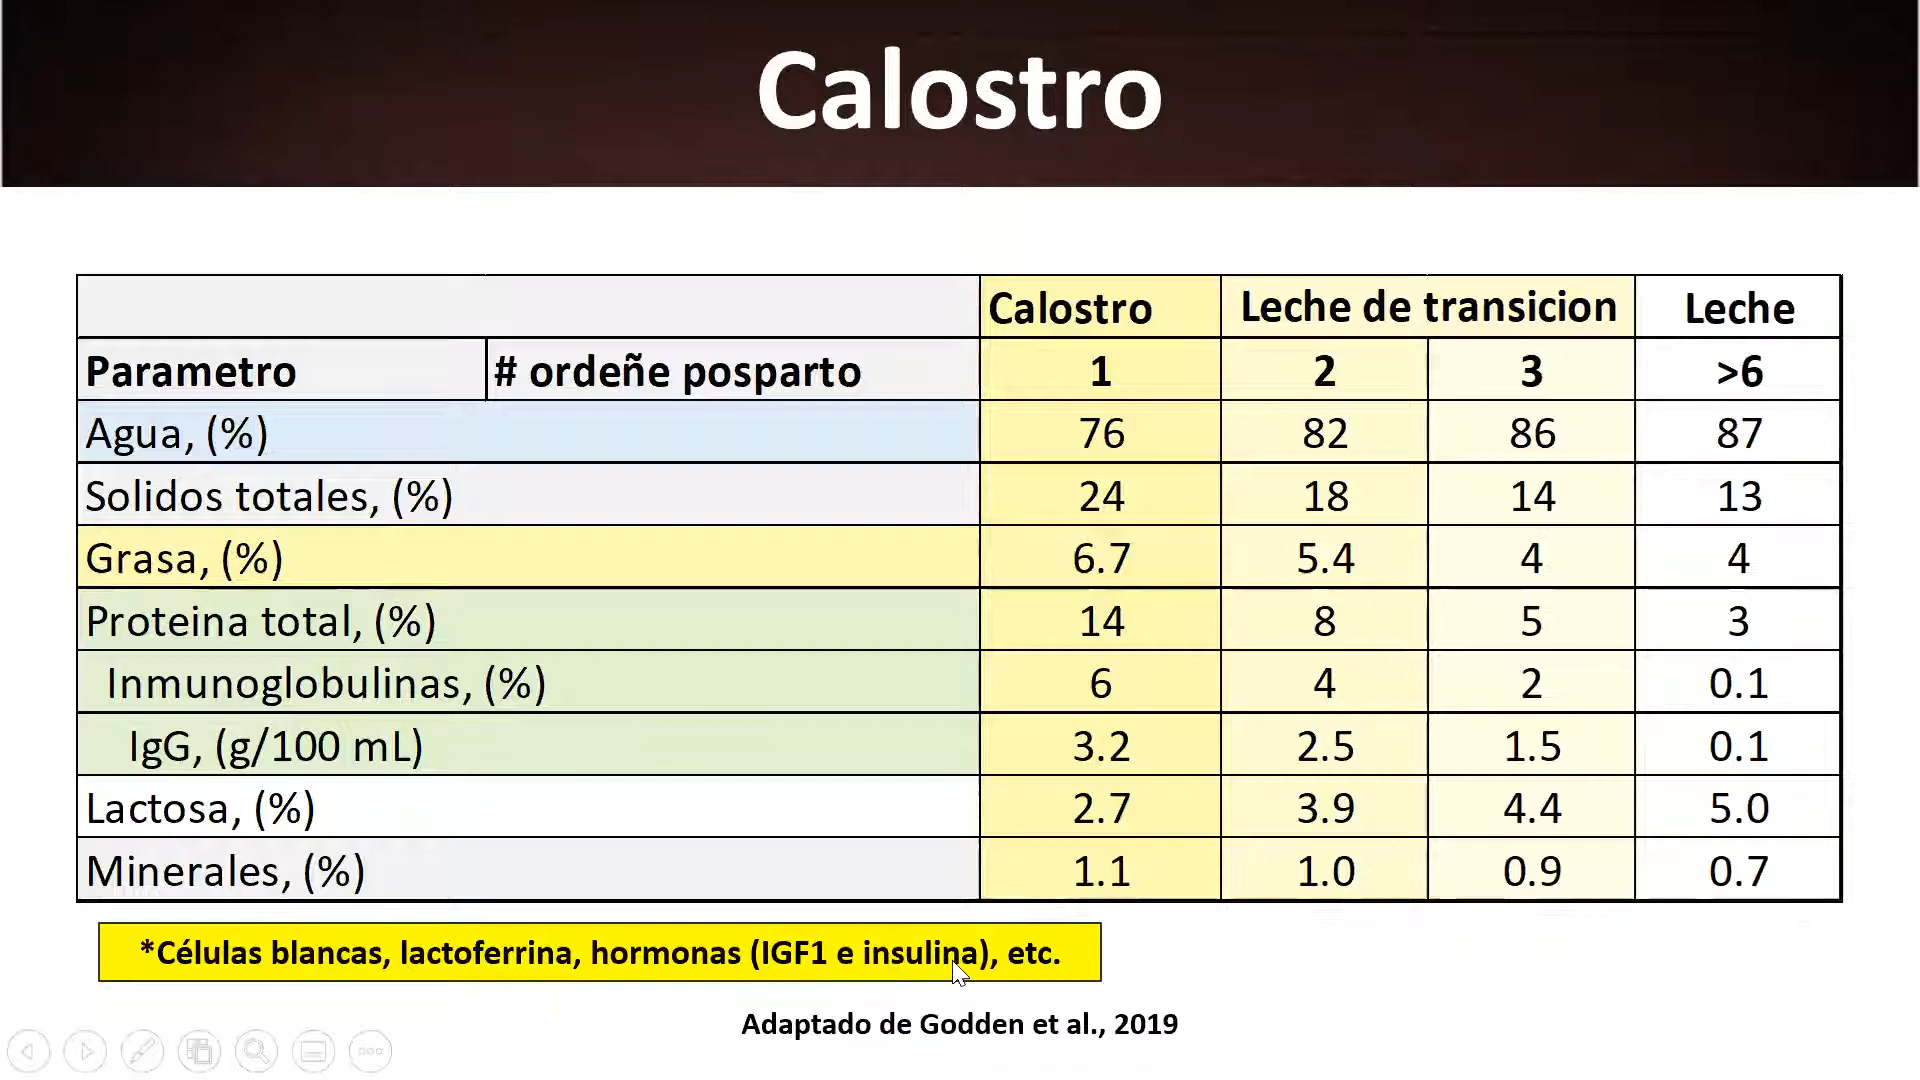 Calostro
Calostro Leche de transicion Leche
Parametro # ordeñe posparto 1 2 3 >6
Agua, (%) 76 82 86 87
Solidos totales, (%) 24 18 14 13
Grasa, (%) 6.7 5.4 4 4
Proteina total, (%) 14 8 5 3
Inmunoglobulinas, (%) 6 4 2 0.1
IgG, (g/100 mL) 3.2 2.5 1.5 0.1
Lactosa, (%) 2.7 3.9 4.4 5.0
Minerales, (%) 1.1 1.0 0.9 0.7
*Células blancas, lactoferrina, hormonas (IGF1 e insulina), etc.
Adaptado de Godden et al., 2019